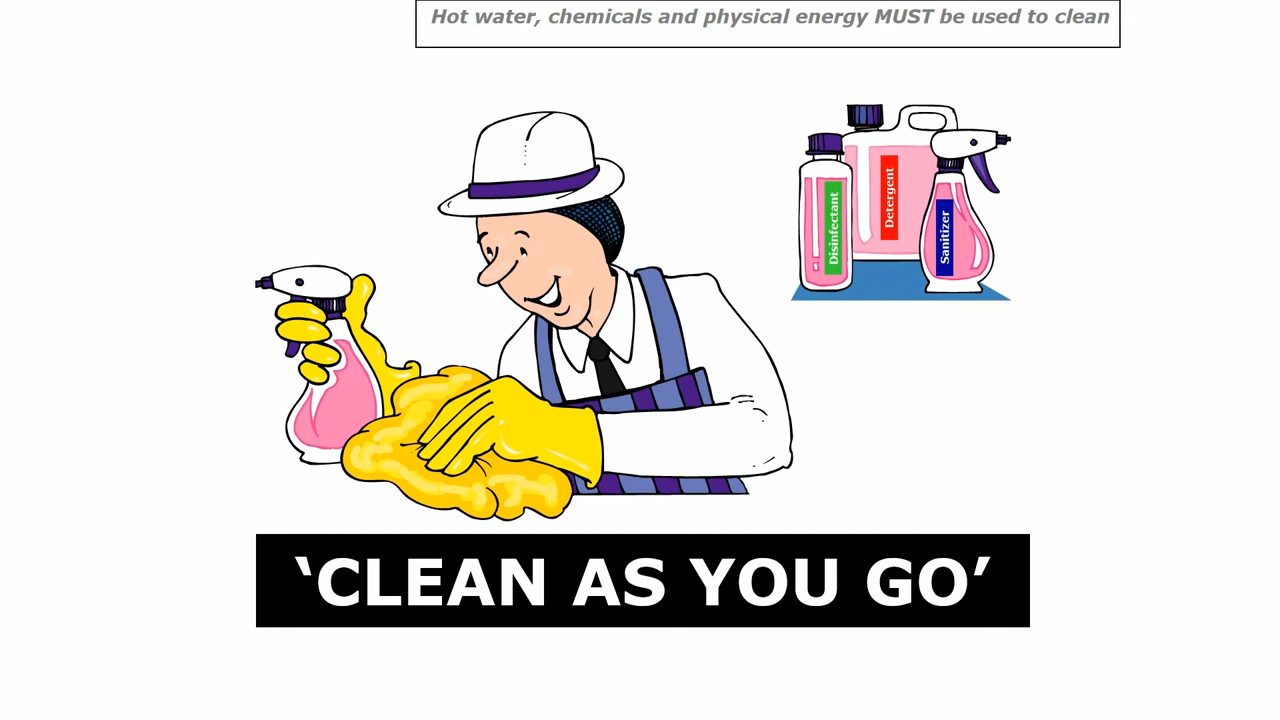 Hot water, chemicals and physical energy MUST be used to clean
Disinfectant
Detergent
Sanitizer
‘CLEAN AS YOU GO’